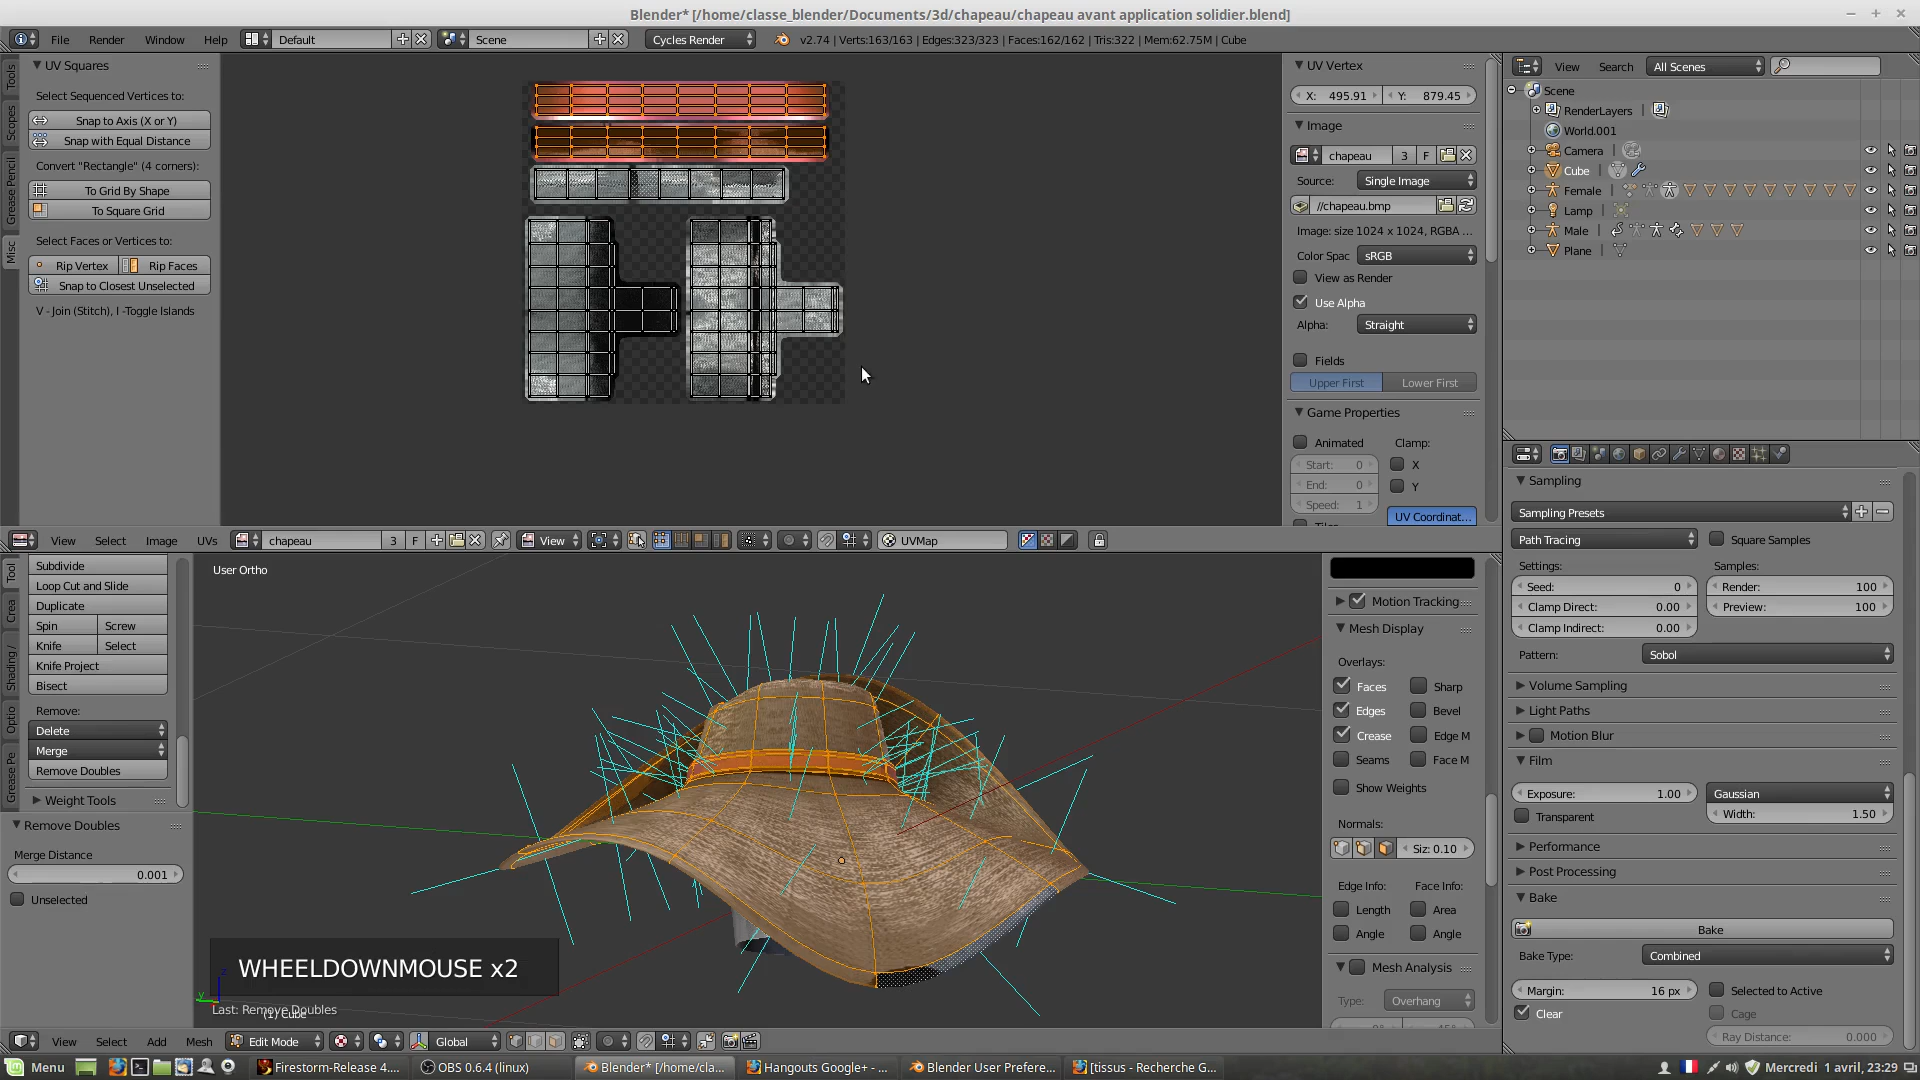 Blender* [/home/classe_blender/Documents/3d/chapeau/chapeau avant application solidier.blend]
File Render Window Help Default Scene Cycles Render v2.74 | Verts:163/163 | Edges:323/323 | Faces:162/162 | Tris:322 | Mem:62.75M | Cube
Tools
Scopes
Grease Pencil
Misc
UV Squares
Select Sequenced Vertices to:
Snap to Axis (X or Y)
Snap with Equal Distance
Convert "Rectangle" (4 corners):
To Grid By Shape
To Square Grid
Select Faces or Vertices to:
Rip Vertex Rip Faces
Snap to Closest Unselected
V - Join (Stitch), I -Toggle Islands
UV Vertex
X: 495.91 Y: 879.45
Image
chapeau 3 F
Source: Single Image
//chapeau.bmp
Image: size 1024 x 1024, RGBA ...
Color Spac sRGB
View as Render
Use Alpha
Alpha: Straight
Fields
Upper First Lower First
Game Properties
Animated Clamp:
Start: 0 X
End: 0 Y
Speed: 1
UV Coordinat...
View Search All Scenes
Scene
RenderLayers
World.001
Camera
Cube
Female
Lamp
Male
Plane
View Select Image UVs chapeau 3 F View UVMap
Tool
Crea
Shading /
Optio
Grease Pe
Subdivide
Loop Cut and Slide
Duplicate
Spin Screw
Knife Select
Knife Project
Bisect
Remove:
Delete
Merge
Remove Doubles
Weight Tools
Remove Doubles
Merge Distance
0.001
Unselected
User Ortho
WHEELDOWNMOUSE x2
Last: Remove Doubles
(1) Cube
z
y
Motion Tracking
Mesh Display
Overlays:
Faces Sharp
Edges Bevel
Crease Edge M
Seams Face M
Show Weights
Normals:
Siz: 0.10
Edge Info: Face Info:
Length Area
Angle Angle
Mesh Analysis
Type: Overhang
View Select Add Mesh Edit Mode Global
Sampling
Sampling Presets
Path Tracing Square Samples
Settings: Samples:
Seed: 0 Render: 100
Clamp Direct: 0.00 Preview: 100
Clamp Indirect: 0.00
Pattern: Sobol
Volume Sampling
Light Paths
Motion Blur
Film
Exposure: 1.00 Gaussian
Transparent Width: 1.50
Performance
Post Processing
Bake
Bake
Bake Type: Combined
Margin: 16 px Selected to Active
Clear Cage
Ray Distance: 0.000
Menu Firestorm-Release 4.... OBS 0.6.4 (linux) Blender* [/home/cla... Hangouts Google+ - ... Blender User Prefere... [tissus - Recherche G... Mercredi 1 avril, 23:29